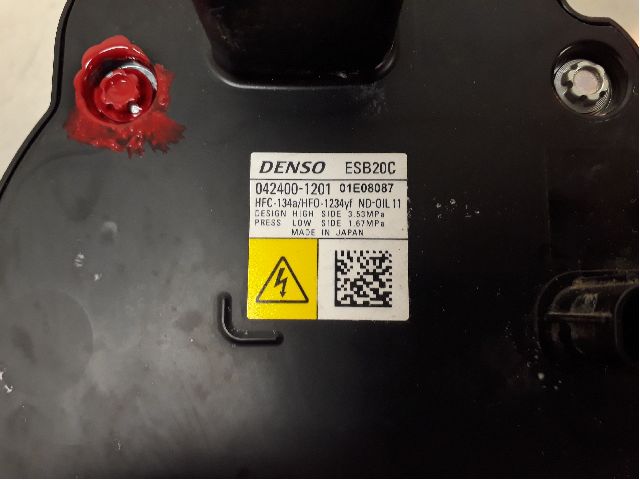 DENSO ESB20C
042400-1201 01E08087
HFC-134a/HFO-1234yf ND-OIL11
DESIGN HIGH SIDE 3.53MPa
PRESS LOW SIDE 1.67MPa
MADE IN JAPAN